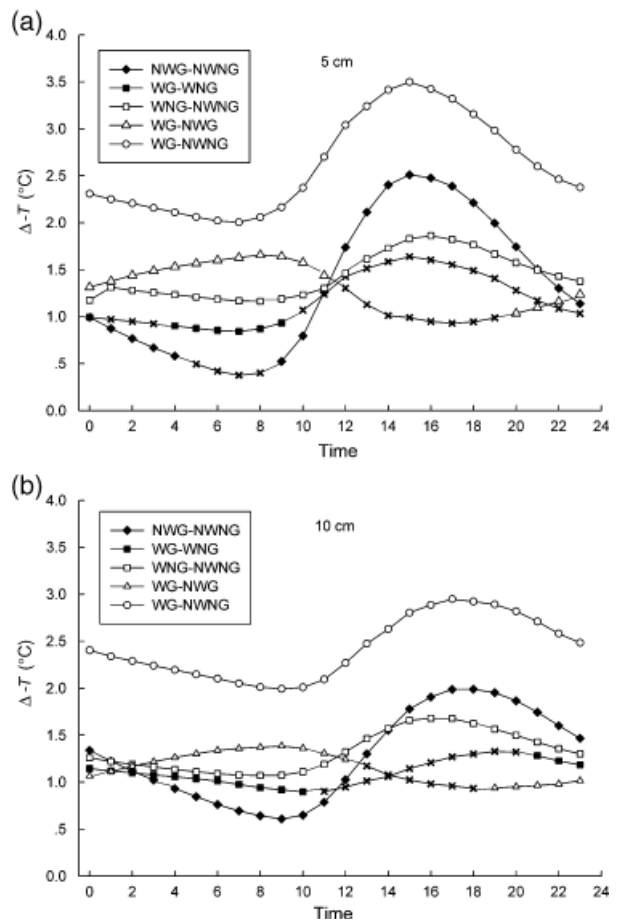 (a)
5 cm
NWG-NWNG
WG-WNG
WNG-NWNG
WG-NWG
WG-NWNG
Δ-T (°C)
4.0
3.5
3.0
2.5
2.0
1.5
1.0
.5
0.0
0 2 4 6 8 10 12 14 16 18 20 22 24
Time
(b)
10 cm
NWG-NWNG
WG-WNG
WNG-NWNG
WG-NWG
WG-NWNG
Δ-T (°C)
4.0
3.5
3.0
2.5
2.0
1.5
1.0
.5
0.0
0 2 4 6 8 10 12 14 16 18 20 22 24
Time